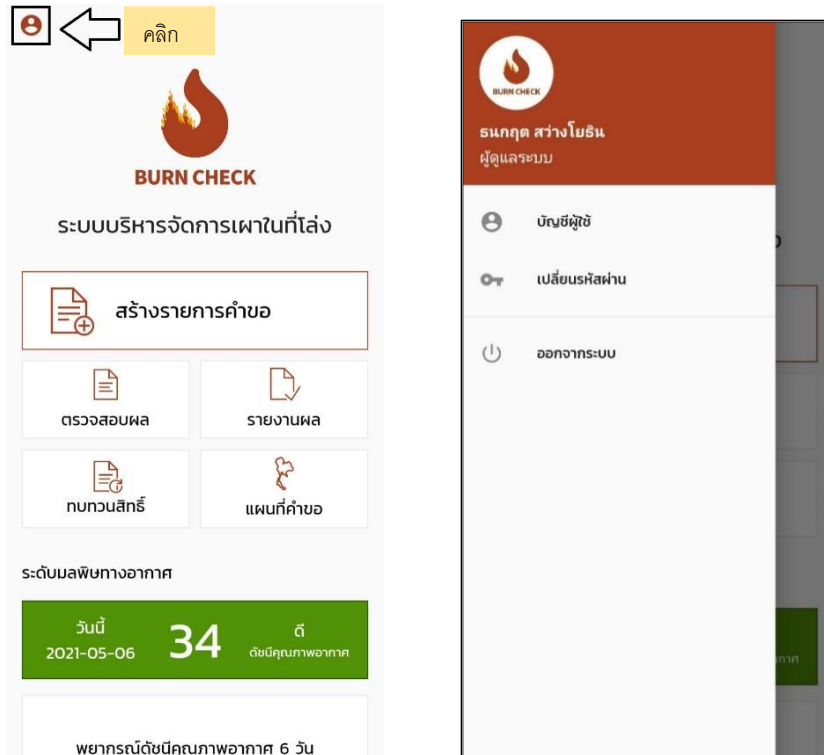 คลิก
BURN CHECK
ระบบบริหารจัดการเผาในที่โล่ง
สร้างรายการคำขอ
ตรวจสอบผล
รายงานผล
ทบทวนสิทธิ์
แผนที่คำขอ
ระดับมลพิษทางอากาศ
วันนี้
2021-05-06
34
ดี
ดัชนีคุณภาพอากาศ
พยากรณ์ดัชนีคุณภาพอากาศ 6 วัน
BURN CHECK
ธนกฤต สว่างโยธิน
ผู้ดูแลระบบ
บัญชีผู้ใช้
เปลี่ยนรหัสผ่าน
ออกจากระบบ